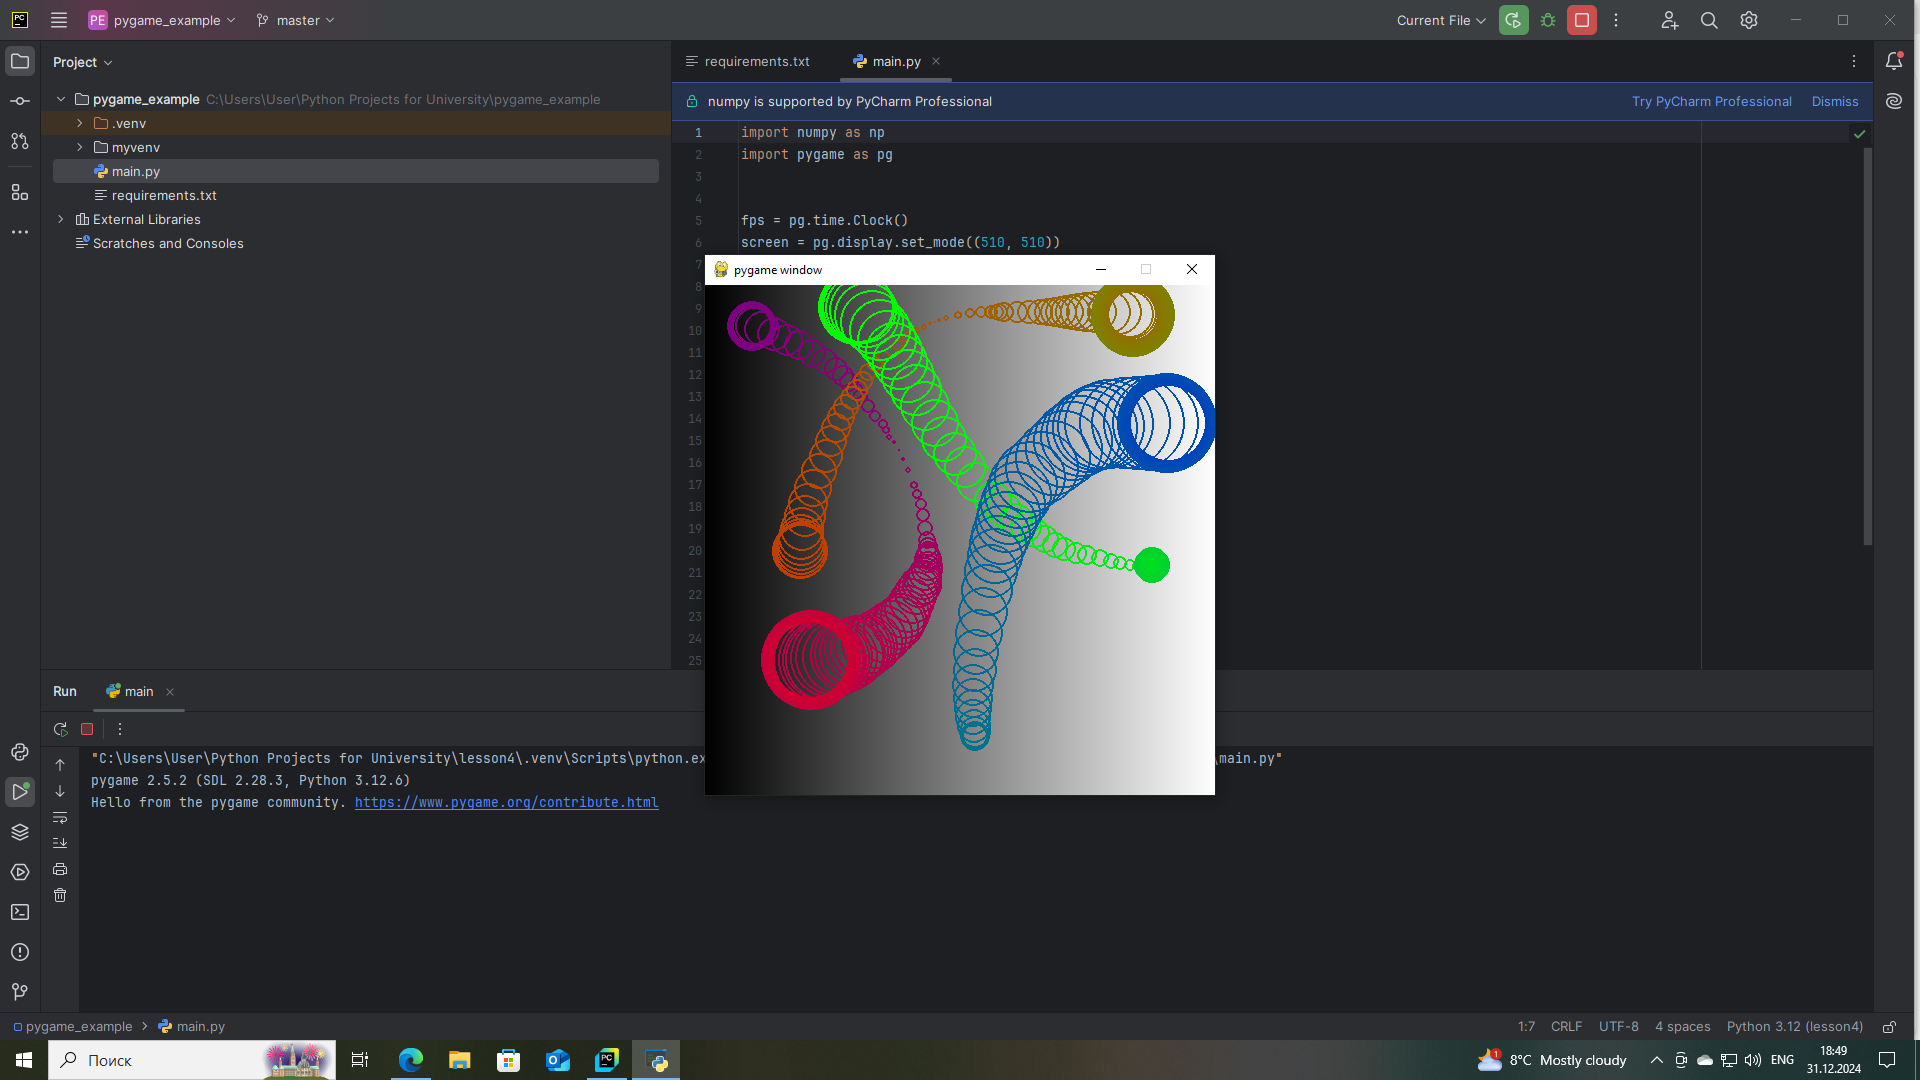 PE pygame_example master Current File
Project
pygame_example C:\Users\User\Python Projects for University\pygame_example
.venv
myvenv
main.py
requirements.txt
External Libraries
Scratches and Consoles
requirements.txt main.py
numpy is supported by PyCharm Professional Try PyCharm Professional Dismiss
1 import numpy as np
2 import pygame as pg
3
4
5 fps = pg.time.Clock()
6 screen = pg.display.set_mode((510, 510))
7
8
9
10
11
12
13
14
15
16
17
18
19
20
21
22
23
24
25
pygame window
Run main
"C:\Users\User\Python Projects for University\lesson4\.venv\Scripts\python.ex \main.py"
pygame 2.5.2 (SDL 2.28.3, Python 3.12.6)
Hello from the pygame community. https://www.pygame.org/contribute.html
pygame_example main.py 1:7 CRLF UTF-8 4 spaces Python 3.12 (lesson4)
Поиск 8°C Mostly cloudy ENG 18:49
31.12.2024